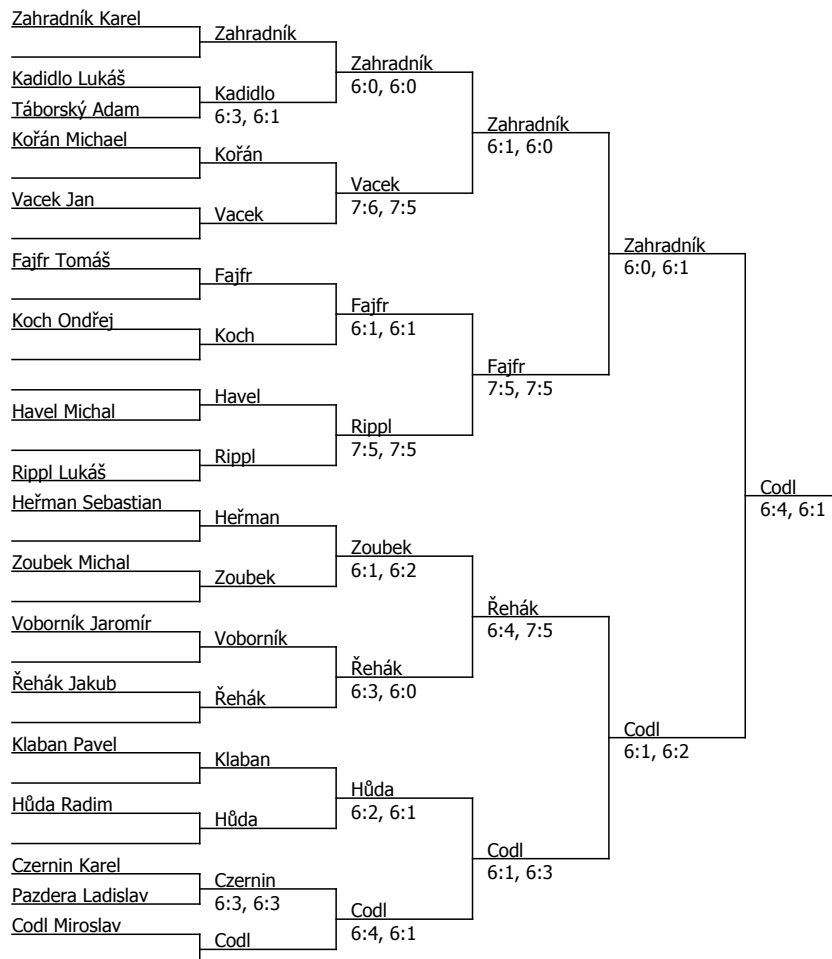 Zahradník Karel
Zahradník
Zahradník
6:0, 6:0
Kadidlo Lukáš
Kadidlo
6:3, 6:1
Táborský Adam
Zahradník
6:1, 6:0
Kořán Michael
Kořán
Vacek
7:6, 7:5
Vacek Jan
Vacek
Zahradník
6:0, 6:1
Fajfr Tomáš
Fajfr
Fajfr
6:1, 6:1
Koch Ondřej
Koch
Fajfr
7:5, 7:5
Havel
Havel Michal
Rippl
7:5, 7:5
Rippl
Rippl Lukáš
Codl
6:4, 6:1
Heřman Sebastian
Heřman
Zoubek
6:1, 6:2
Zoubek Michal
Zoubek
Řehák
6:4, 7:5
Voborník Jaromír
Voborník
Řehák
6:3, 6:0
Řehák Jakub
Řehák
Codl
6:1, 6:2
Klaban Pavel
Klaban
Hůda
6:2, 6:1
Hůda Radim
Hůda
Codl
6:1, 6:3
Czernin Karel
Czernin
6:3, 6:3
Pazdera Ladislav
Codl
6:4, 6:1
Codl Miroslav
Codl